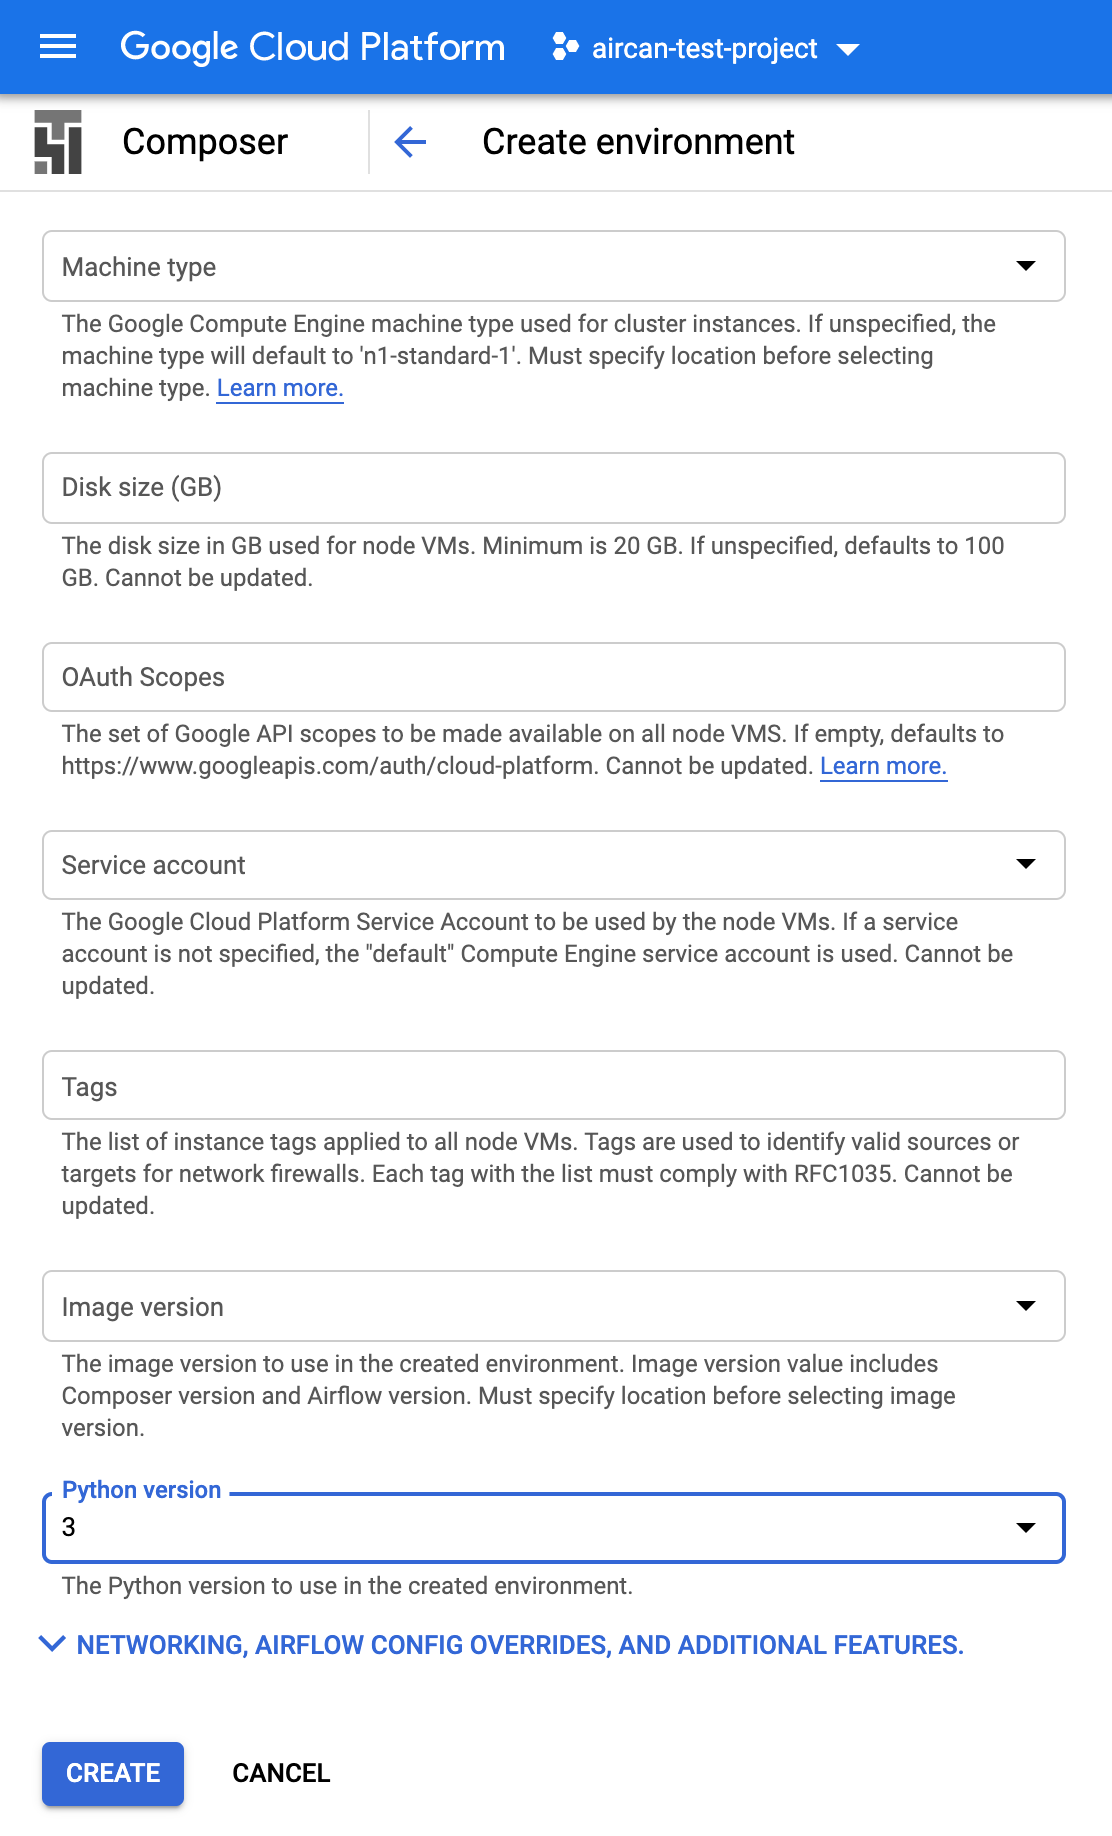 Google Cloud Platform aircan-test-project
Composer Create environment
Machine type
The Google Compute Engine machine type used for cluster instances. If unspecified, the
machine type will default to 'n1-standard-1'. Must specify location before selecting
machine type. Learn more.
Disk size (GB)
The disk size in GB used for node VMs. Minimum is 20 GB. If unspecified, defaults to 100
GB. Cannot be updated.
OAuth Scopes
The set of Google API scopes to be made available on all node VMS. If empty, defaults to
https://www.googleapis.com/auth/cloud-platform. Cannot be updated. Learn more.
Service account
The Google Cloud Platform Service Account to be used by the node VMs. If a service
account is not specified, the "default" Compute Engine service account is used. Cannot be
updated.
Tags
The list of instance tags applied to all node VMs. Tags are used to identify valid sources or
targets for network firewalls. Each tag with the list must comply with RFC1035. Cannot be
updated.
Image version
The image version to use in the created environment. Image version value includes
Composer version and Airflow version. Must specify location before selecting image
version.
Python version
3
The Python version to use in the created environment.
NETWORKING, AIRFLOW CONFIG OVERRIDES, AND ADDITIONAL FEATURES.
CREATE CANCEL